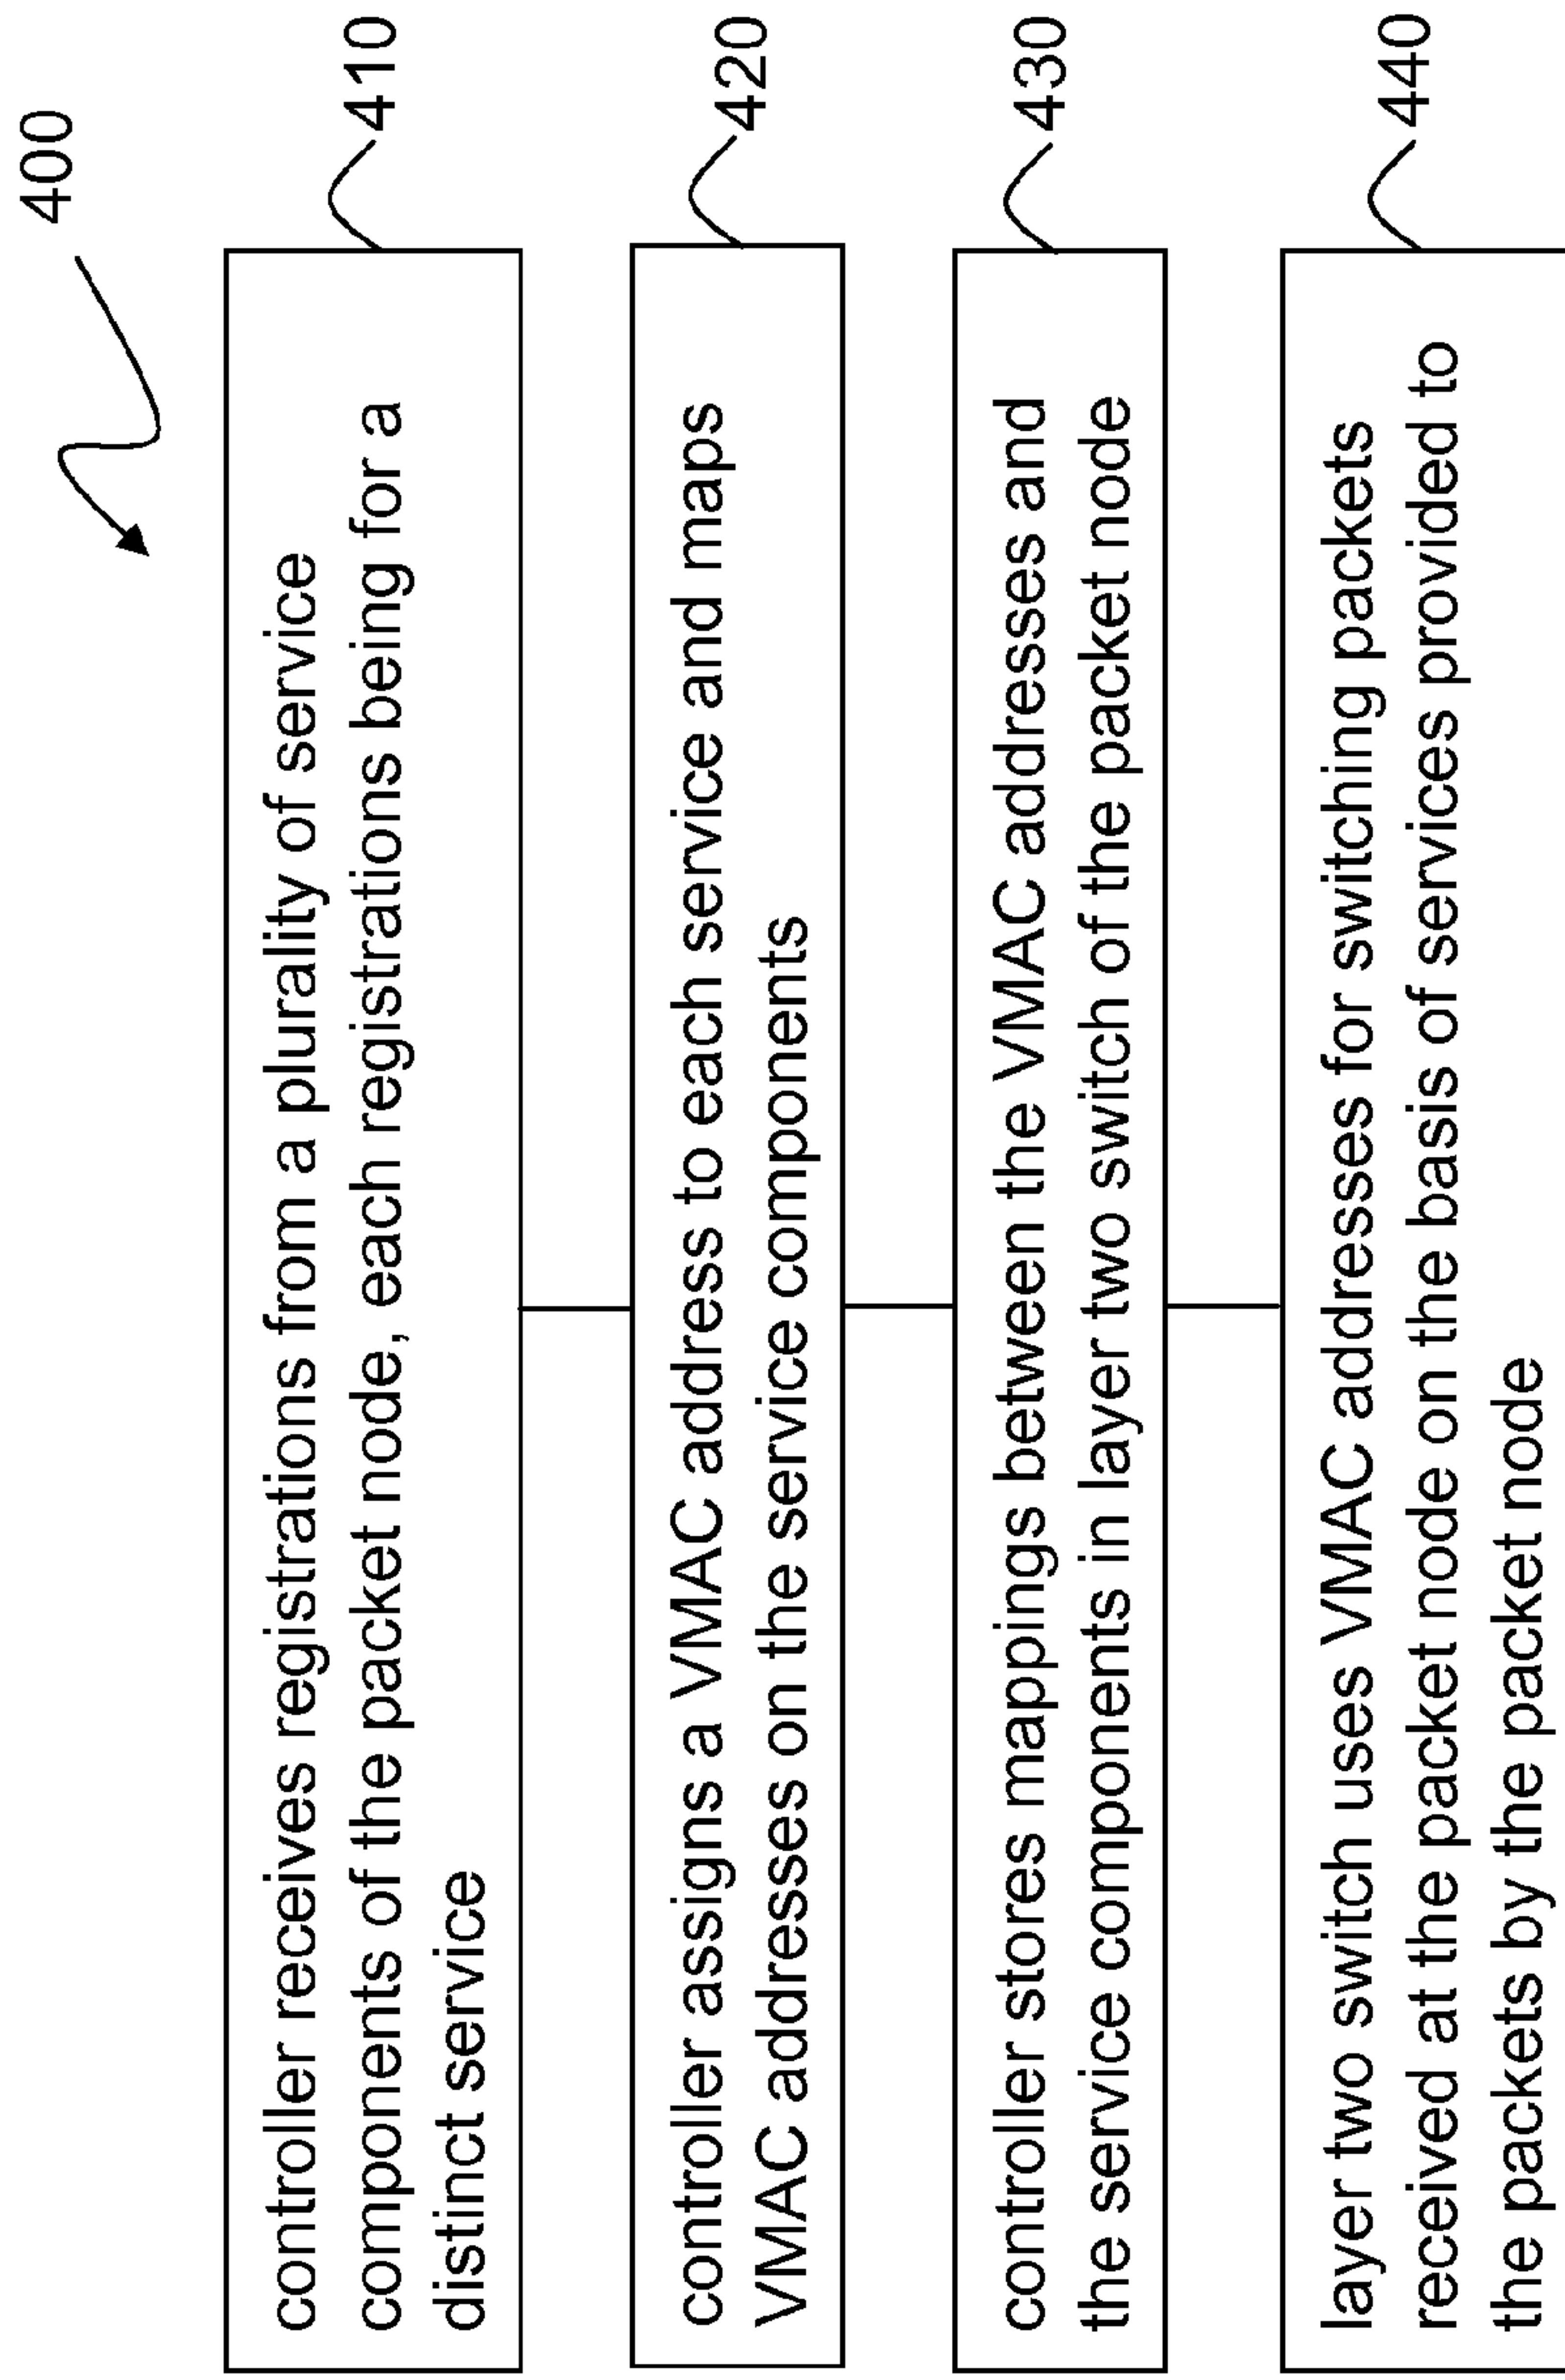 400
controller receives registrations from a plurality of service
components of the packet node, each registrations being for a
distinct service
410
controller assigns a VMAC address to each service and maps
VMAC addresses on the service components
420
controller stores mappings between the VMAC addresses and
the service components in layer two switch of the packet node
430
layer two switch uses VMAC addresses for switching packets
received at the packet node on the basis of services provided to
the packets by the packet node
440